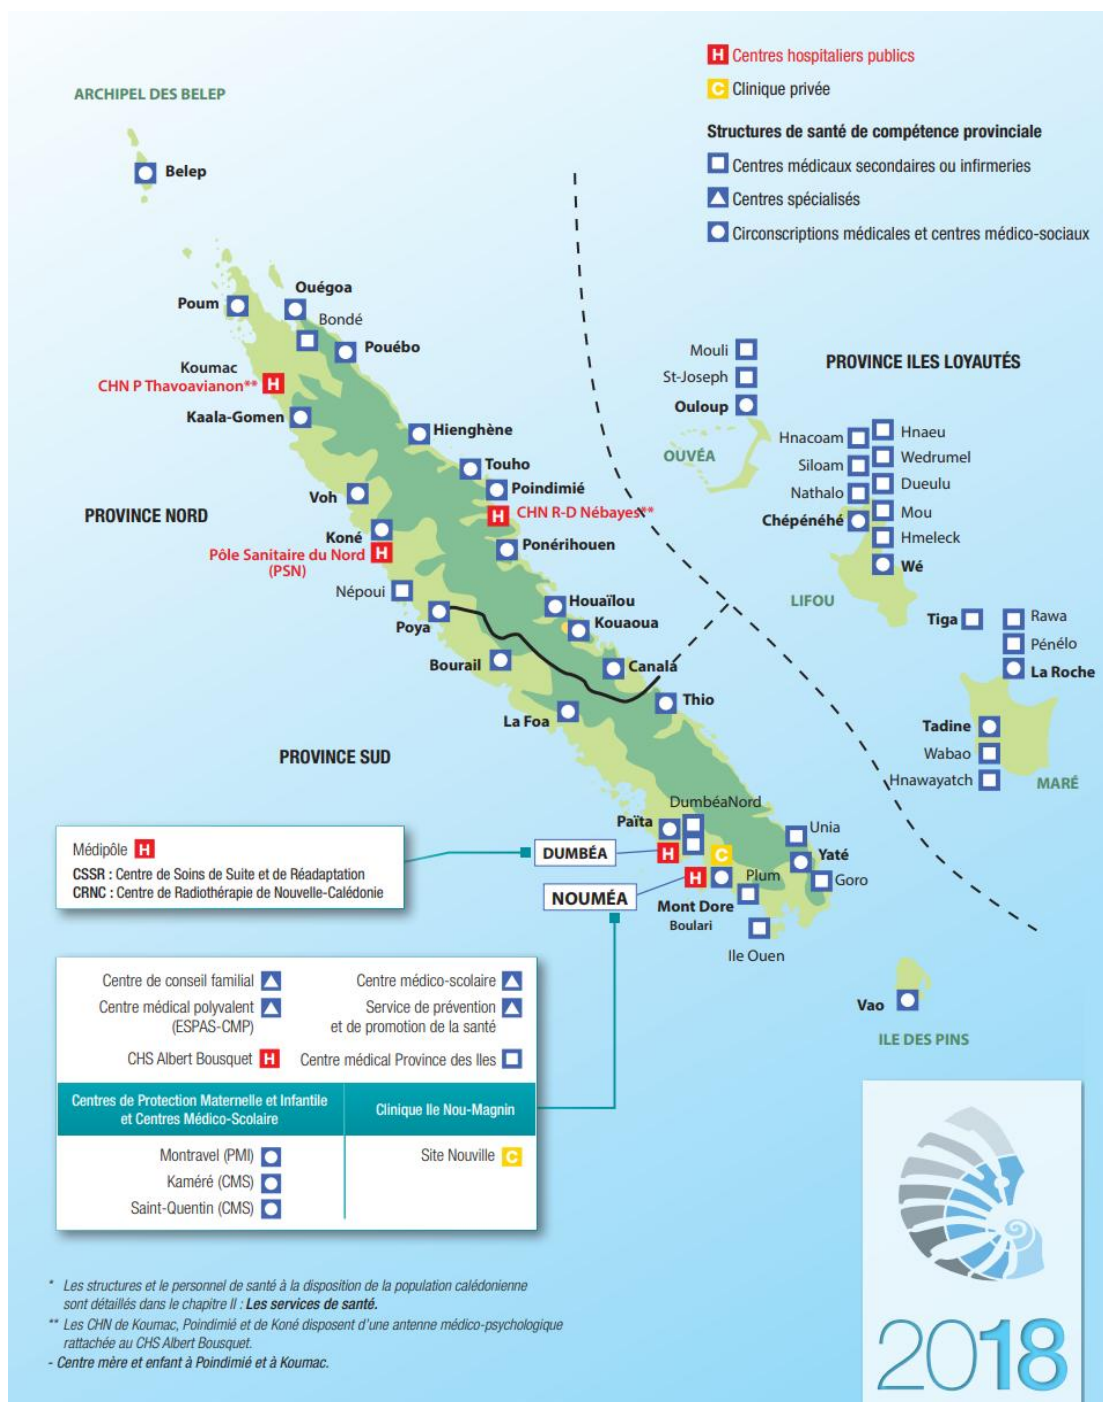 H Centres hospitaliers publics
C Clinique privée
Structures de santé de compétence provinciale
Centres médicaux secondaires ou infirmeries
Centres spécialisés
Circonscriptions médicales et centres médico-sociaux
ARCHIPEL DES BELEP
Belep
Ouégoa
Poum
Bondé
Pouébo
Koumac
CHN P Thavoavianon** H
Kaala-Gomen
Hienghène
Touho
Poindimié
H CHN R-D Nébayes**
Voh
PROVINCE NORD
Koné
Pôle Sanitaire du Nord H
(PSN)
Ponérihouen
Népoui
Houaïlou
Poya
Kouaoua
Bourail
Canala
Thio
La Foa
PROVINCE SUD
PROVINCE ILES LOYAUTÉS
Mouli
St-Joseph
Ouloup
OUVÉA
Hnacoam
Hnaeu
Siloam
Wedrumel
Nathalo
Dueulu
Chépénéhé
Mou
Hmeleck
Wé
LIFOU
Tiga
Rawa
Pénélo
La Roche
Tadine
Wabao
Hnawayatch
MARÉ
DumbéaNord
Païta
Unia
DUMBÉA
H
C
Yaté
NOUMÉA
H
Plum
Goro
Mont Dore
Boulari
Ile Ouen
Vao
ILE DES PINS
Médipôle H
CSSR : Centre de Soins de Suite et de Réadaptation
CRNC : Centre de Radiothérapie de Nouvelle-Calédonie
Centre de conseil familial
Centre médico-scolaire
Centre médical polyvalent
(ESPAS-CMP)
Service de prévention
et de promotion de la santé
CHS Albert Bousquet H
Centre médical Province des Iles
Centres de Protection Maternelle et Infantile
et Centres Médico-Scolaire
Clinique Ile Nou-Magnin
Montravel (PMI)
Site Nouville C
Kaméré (CMS)
Saint-Quentin (CMS)
* Les structures et le personnel de santé à la disposition de la population calédonienne
sont détaillés dans le chapitre II : Les services de santé.
** Les CHN de Koumac, Poindimié et de Koné disposent d'une antenne médico-psychologique
rattachée au CHS Albert Bousquet.
- Centre mère et enfant à Poindimié et à Koumac.
2018